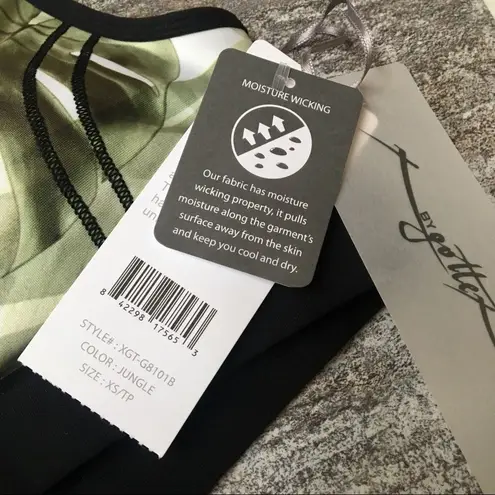 MOISTURE WICKING
Our fabric has moisture
wicking property, it pulls
moisture along the garment's
surface away from the skin
and keep you cool and dry.
8 42298 17565 3
STYLE# : XGT-G8101B
COLOR : JUNGLE
SIZE : XS/TP
X BY gottex